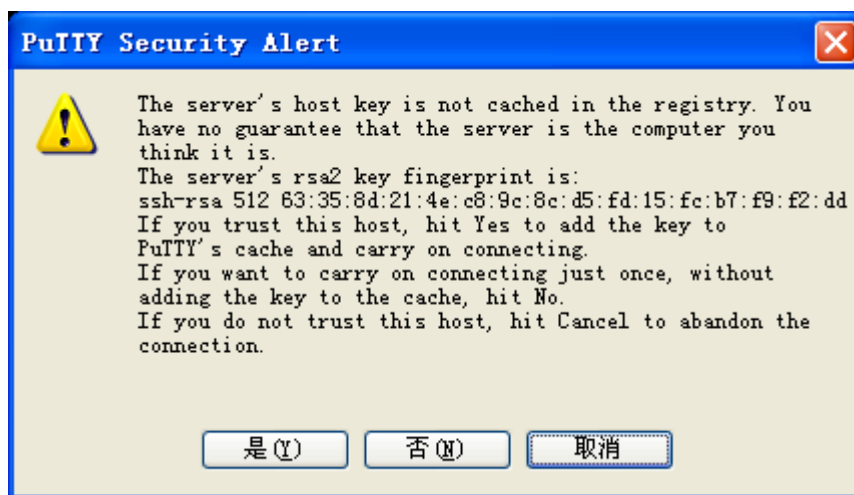 PuTTY Security Alert
The server's host key is not cached in the registry. You
have no guarantee that the server is the computer you
think it is.
The server's rsa2 key fingerprint is:
ssh-rsa 512 63:35:8d:21:4e:c8:9c:8c:d5:fd:15:fc:b7:f9:f2:dd
If you trust this host, hit Yes to add the key to
PuTTY's cache and carry on connecting.
If you want to carry on connecting just once, without
adding the key to the cache, hit No.
If you do not trust this host, hit Cancel to abandon the
connection.
是(Y) 否(N) 取消